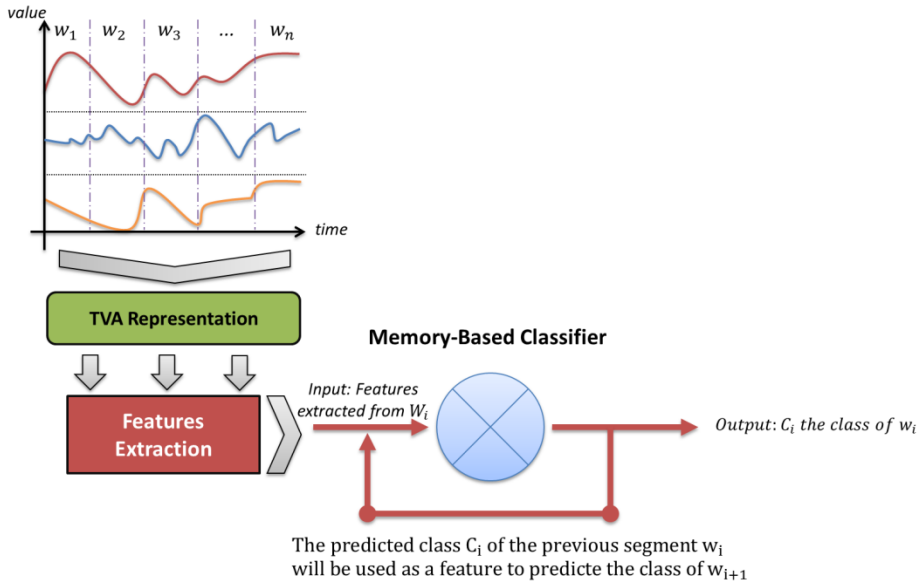 value
w₁ w₂ w₃ ... wₙ
time
TVA Representation
Memory-Based Classifier
Features
Extraction
Input: Features
extracted from Wᵢ
Output: Cᵢ the class of wᵢ
The predicted class Cᵢ of the previous segment wᵢ
will be used as a feature to predicte the class of wᵢ₊₁